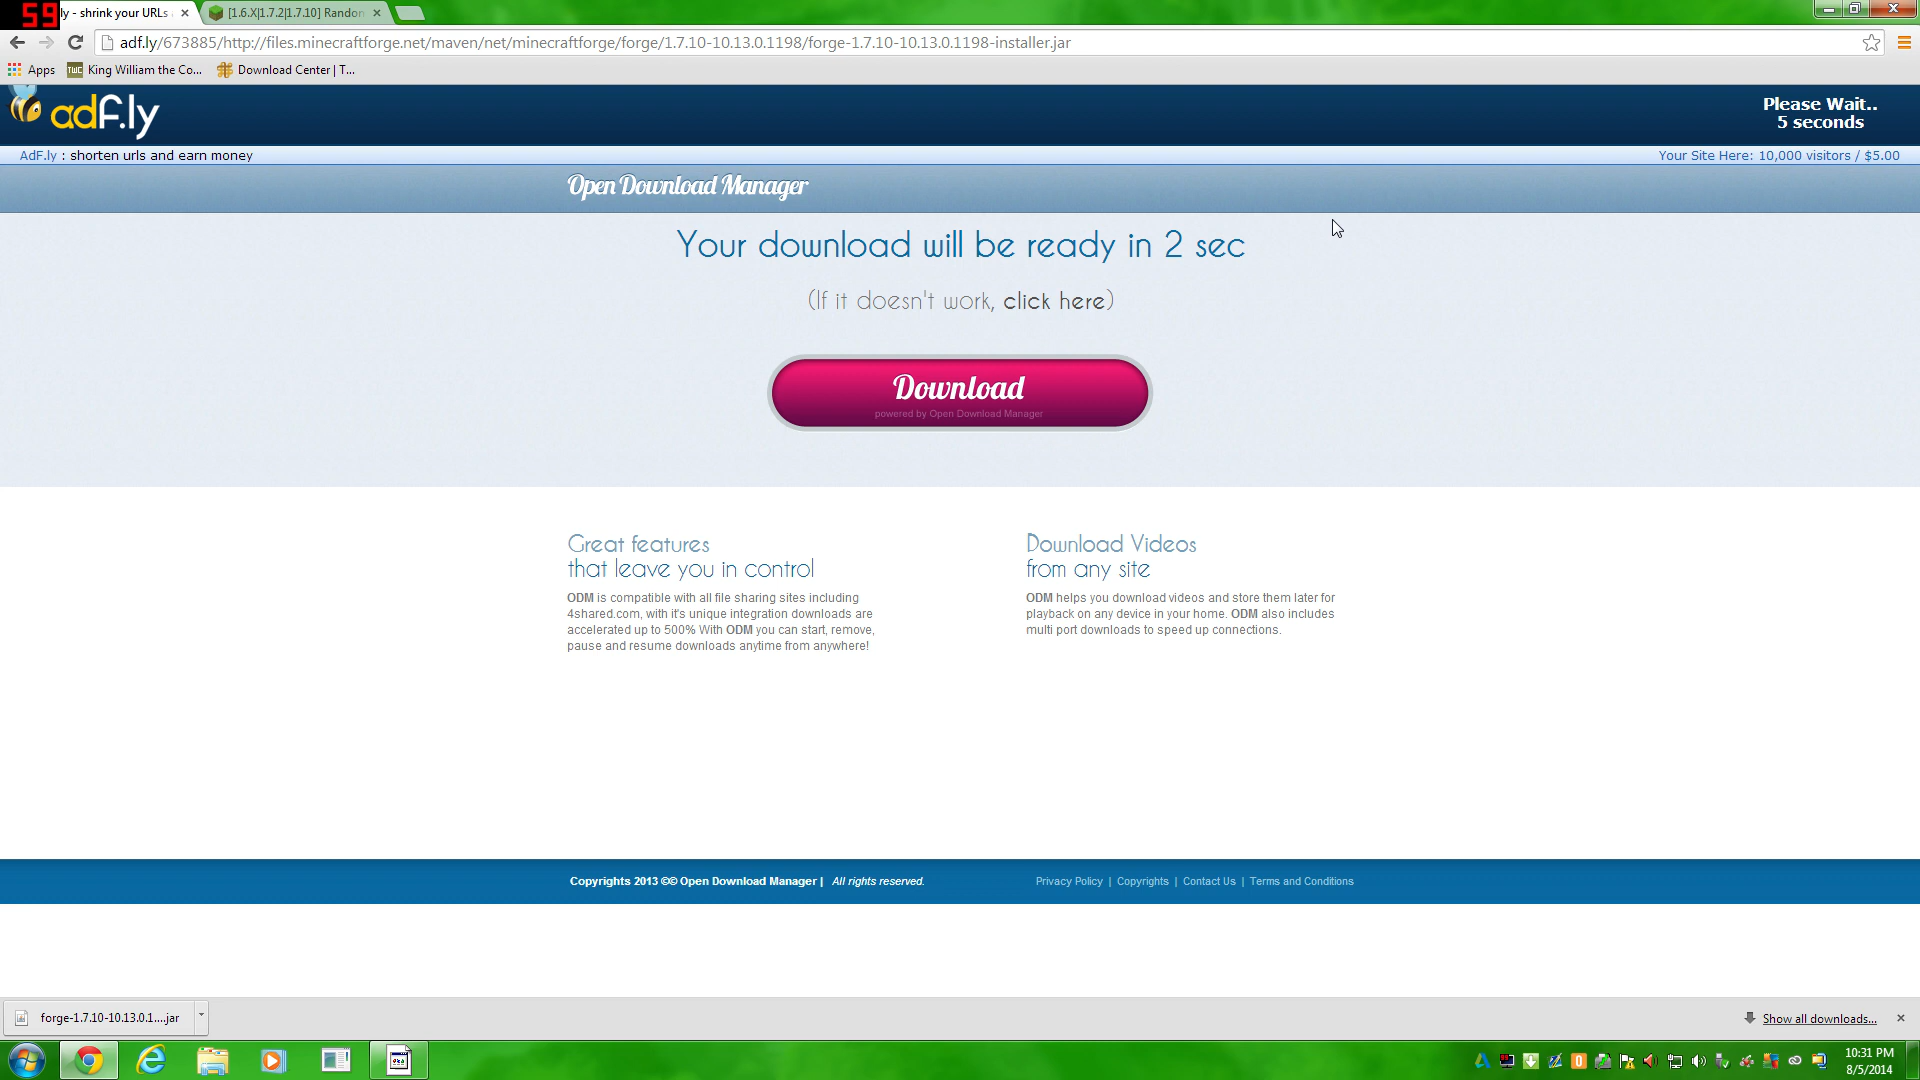 59
ly - shrink your URLs
[1.6.X|1.7.2|1.7.10] Random
adf.ly/673885/http://files.minecraftforge.net/maven/net/minecraftforge/forge/1.7.10-10.13.0.1198/forge-1.7.10-10.13.0.1198-installer.jar
Apps
TWC
King William the Co...
Download Center | T...
adf.ly
Please Wait..
5 seconds
AdF.ly : shorten urls and earn money
Your Site Here: 10,000 visitors / $5.00
Open Download Manager
Your download will be ready in 2 sec
(If it doesn't work, click here)
Download
powered by Open Download Manager
Great features
that leave you in control
ODM is compatible with all file sharing sites including
4shared.com, with it's unique integration downloads are
accelerated up to 500% With ODM you can start, remove,
pause and resume downloads anytime from anywhere!
Download Videos
from any site
ODM helps you download videos and store them later for
playback on any device in your home. ODM also includes
multi port downloads to speed up connections.
Copyrights 2013 ©© Open Download Manager | All rights reserved.
Privacy Policy | Copyrights | Contact Us | Terms and Conditions
forge-1.7.10-10.13.0.1....jar
Show all downloads...
10:31 PM
8/5/2014